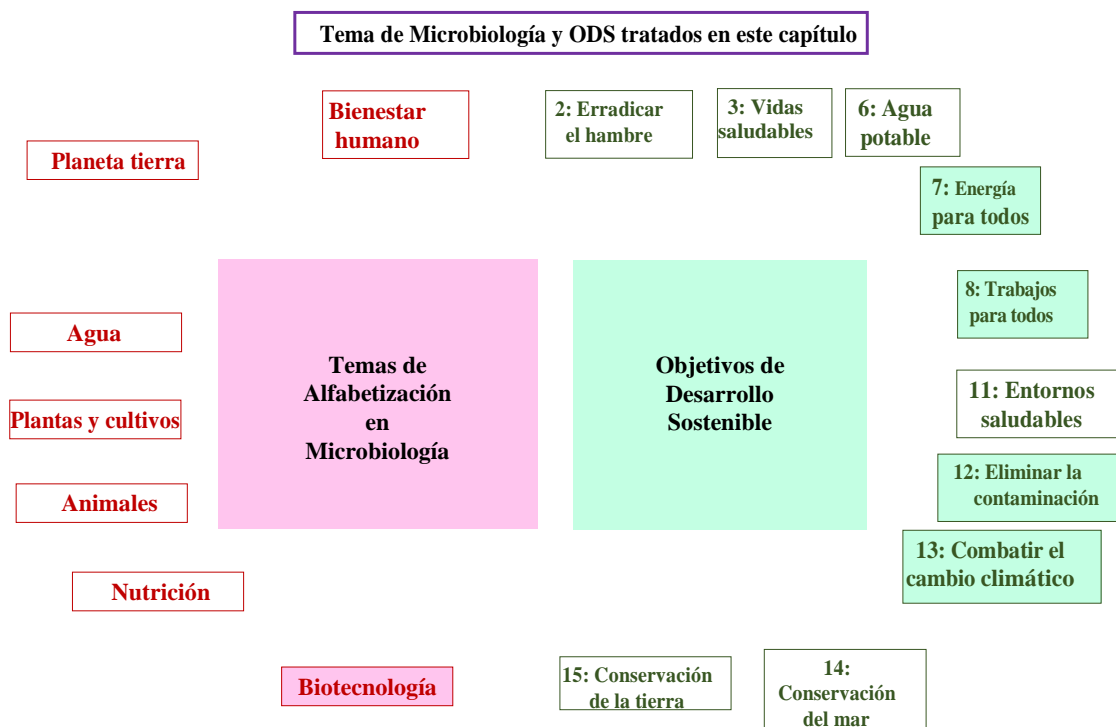 Tema de Microbiología y ODS tratados en este capítulo
Bienestar
humano
2: Erradicar
el hambre
3: Vidas
saludables
6: Agua
potable
Planeta tierra
7: Energía
para todos
8: Trabajos
para todos
Agua
Temas de
Alfabetización
en
Microbiología
Objetivos de
Desarrollo
Sostenible
11: Entornos
saludables
Plantas y cultivos
12: Eliminar la
contaminación
Animales
13: Combatir el
cambio climático
Nutrición
Biotecnología
15: Conservación
de la tierra
14:
Conservación
del mar